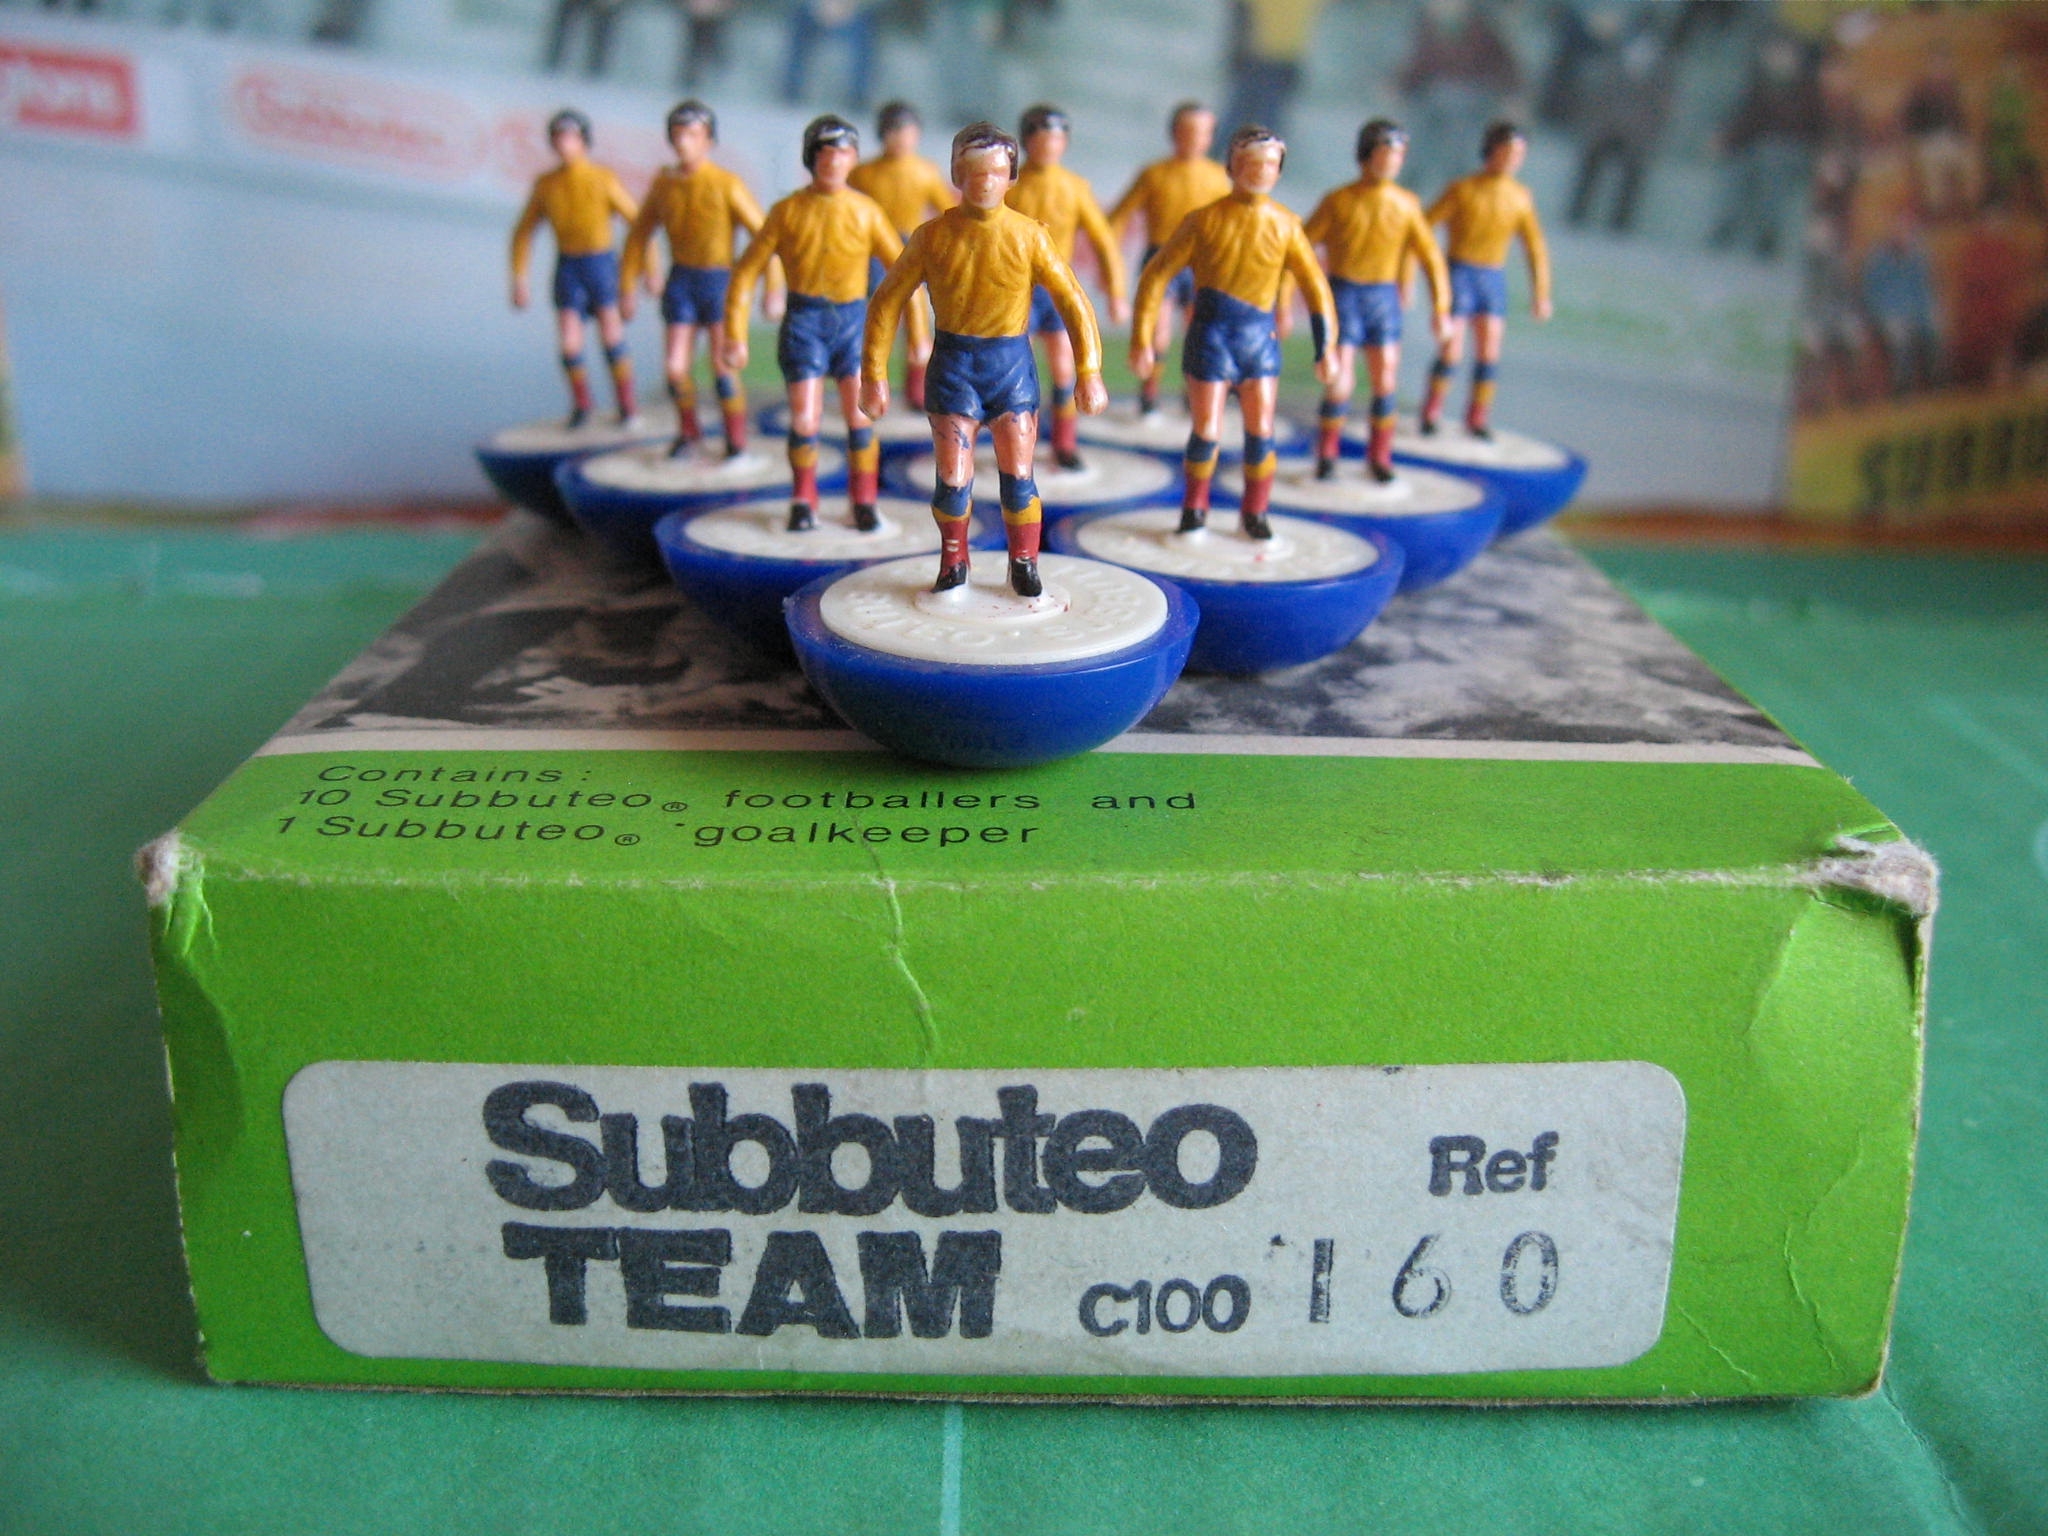 Contains:
10 Subbuteo® footballers and
1 Subbuteo® goalkeeper
Subbuteo Ref
TEAM C100 160